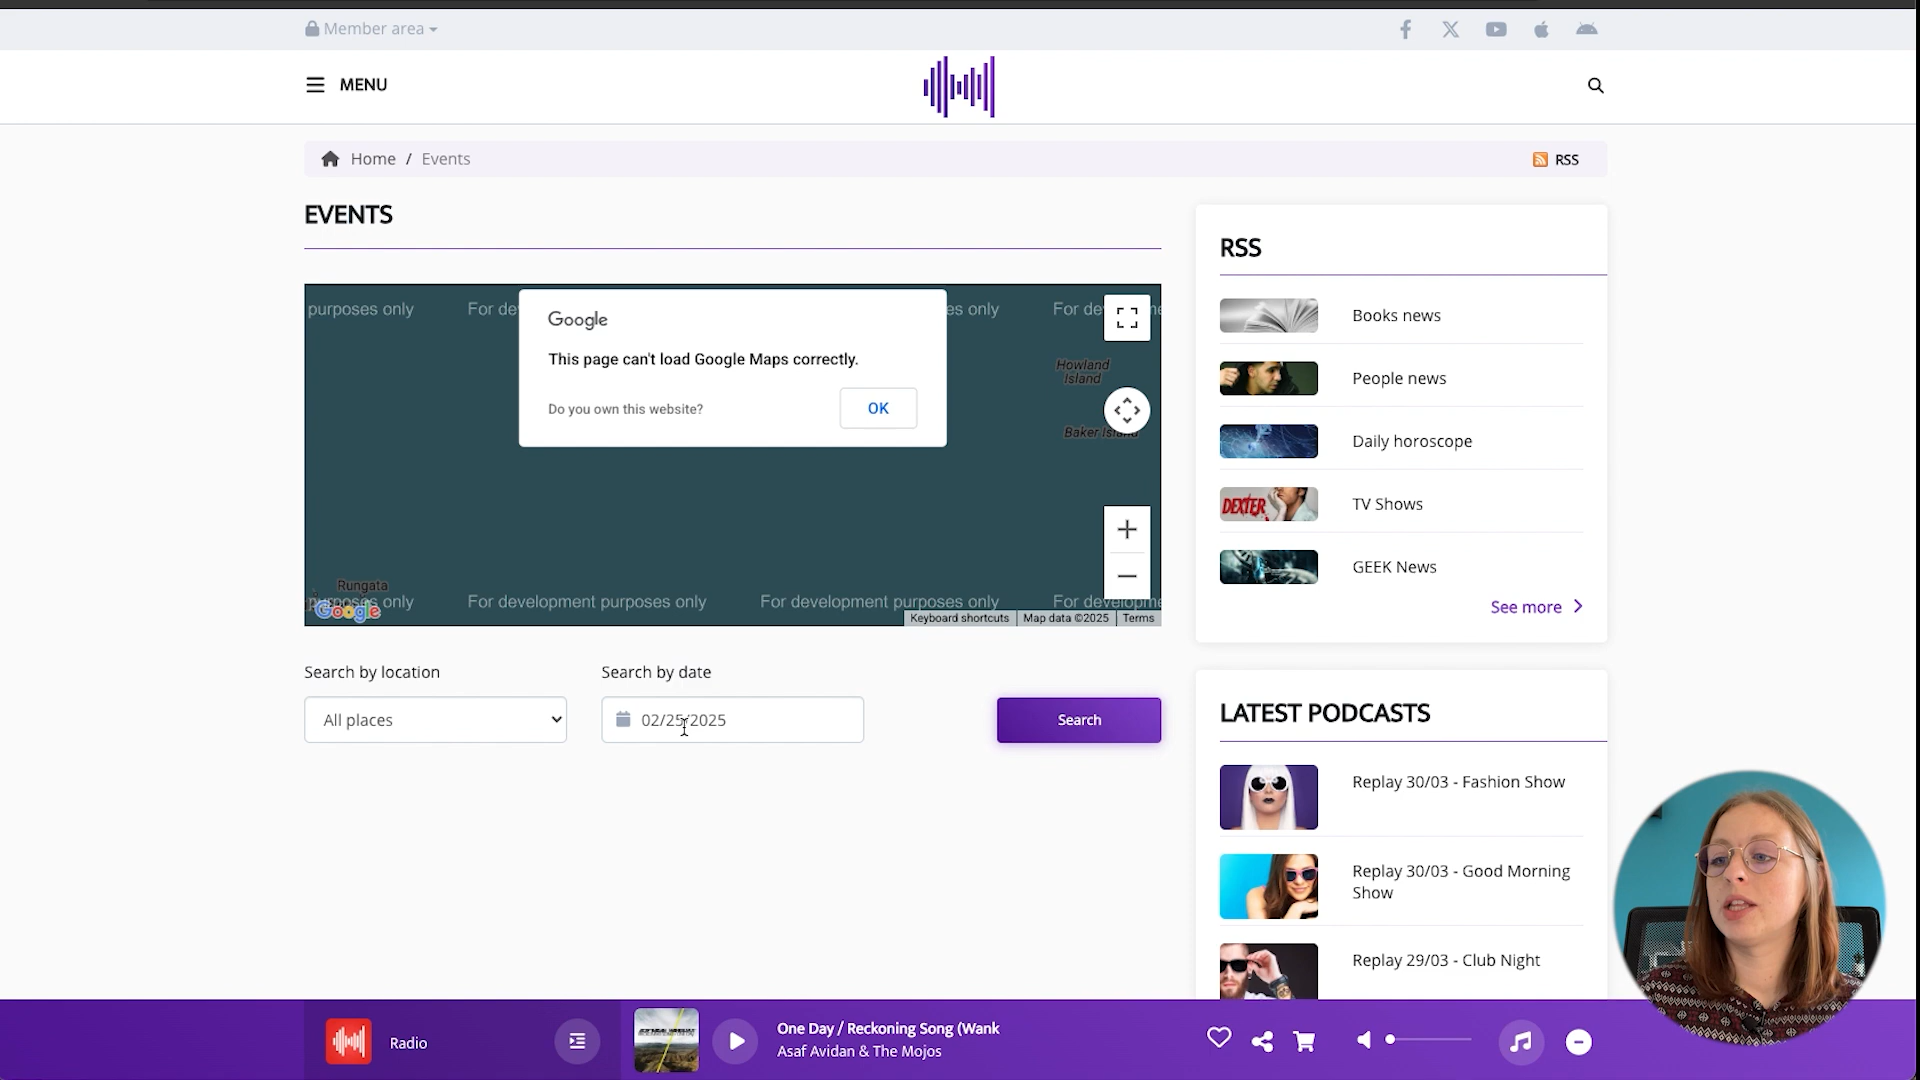 Member area
MENU
Home / Events
RSS
EVENTS
purposes only
For de
es only
For de
me
Google
This page can't load Google Maps correctly.
Do you own this website?
OK
Howland
Island
Baker Island
Rungata
purposes only
For development purposes only
For development purposes only
For developme
Google
Keyboard shortcuts
Map data ©2025
Terms
Search by location
Search by date
All places
02/25/2025
Search
RSS
Books news
People news
Daily horoscope
DEXTER
TV Shows
GEEK News
See more
LATEST PODCASTS
Replay 30/03 - Fashion Show
Replay 30/03 - Good Morning
Show
Replay 29/03 - Club Night
Radio
One Day / Reckoning Song (Wank
Asaf Avidan & The Mojos